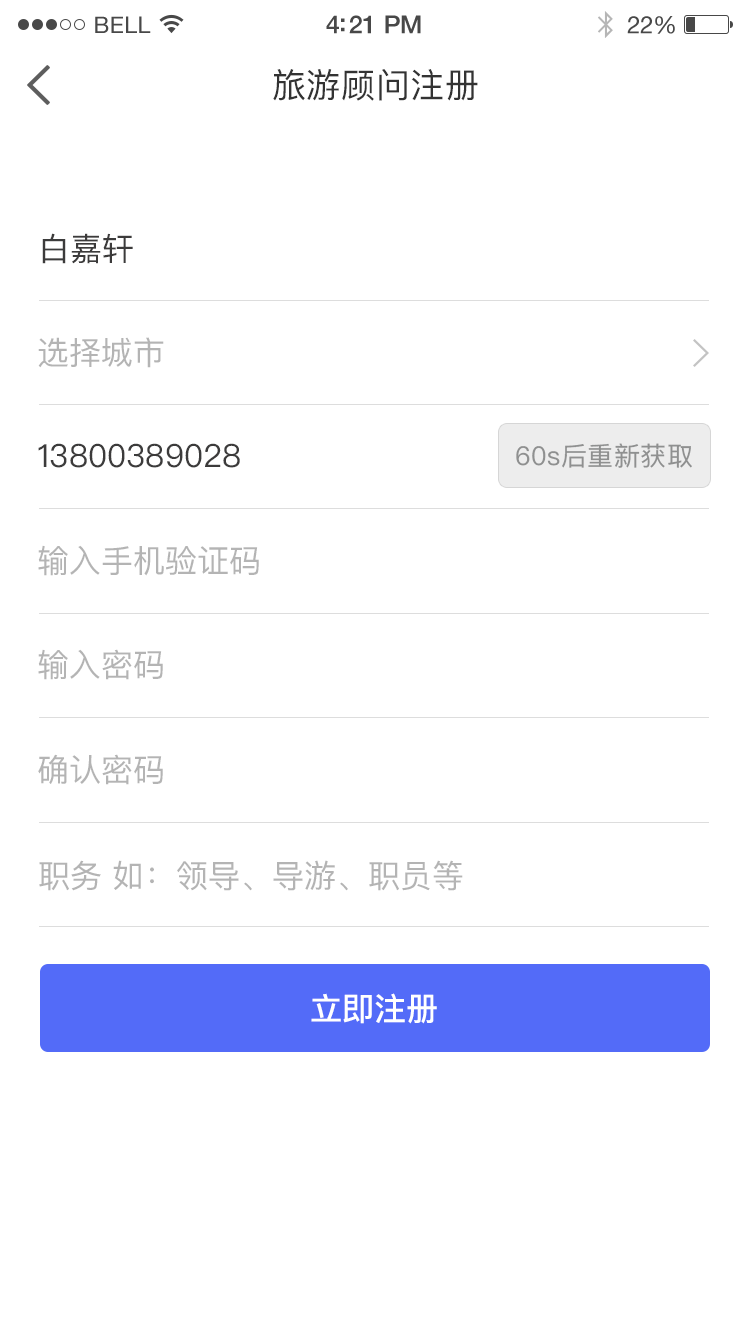 BELL 4:21 PM 22%
旅游顾问注册
白嘉轩
选择城市
13800389028 60s后重新获取
输入手机验证码
输入密码
确认密码
职务 如：领导、导游、职员等
立即注册